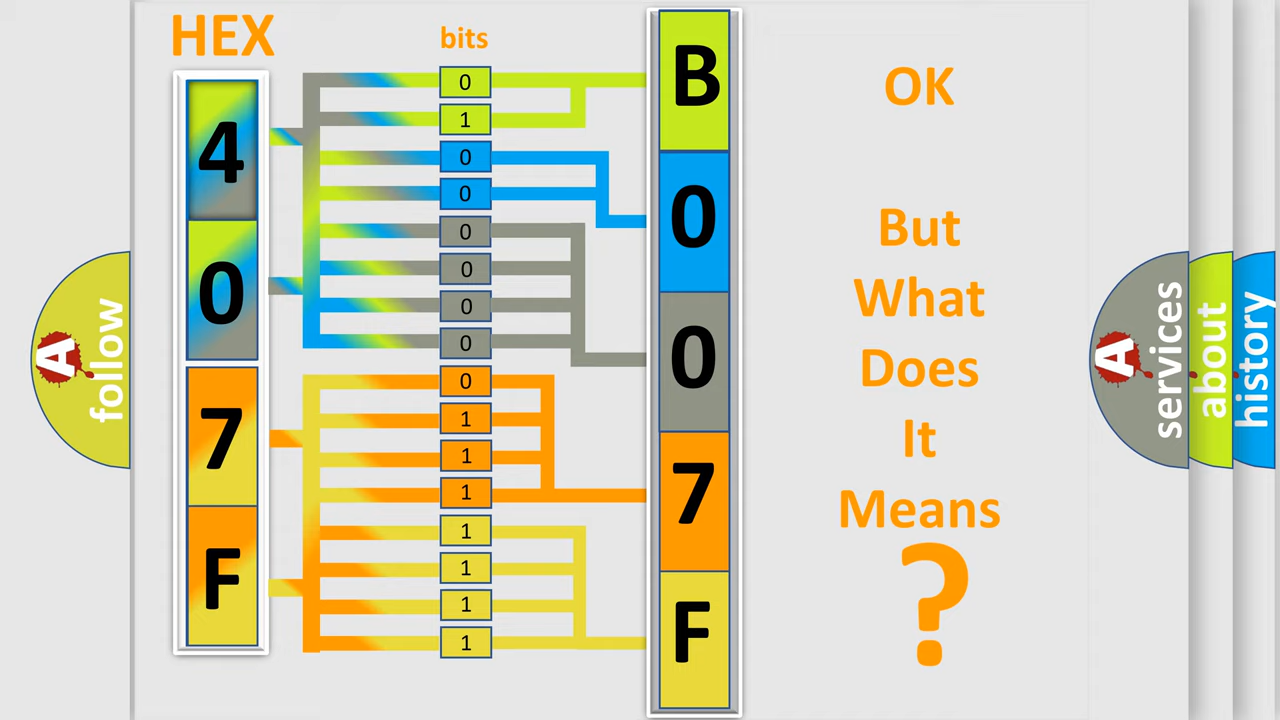 HEX
bits
4
0
7
F
0
1
0
0
0
0
0
0
0
1
1
1
1
1
1
1
B
0
0
7
F
OK
But
What
Does
It
Means
?
A
follow
A
services
about
history